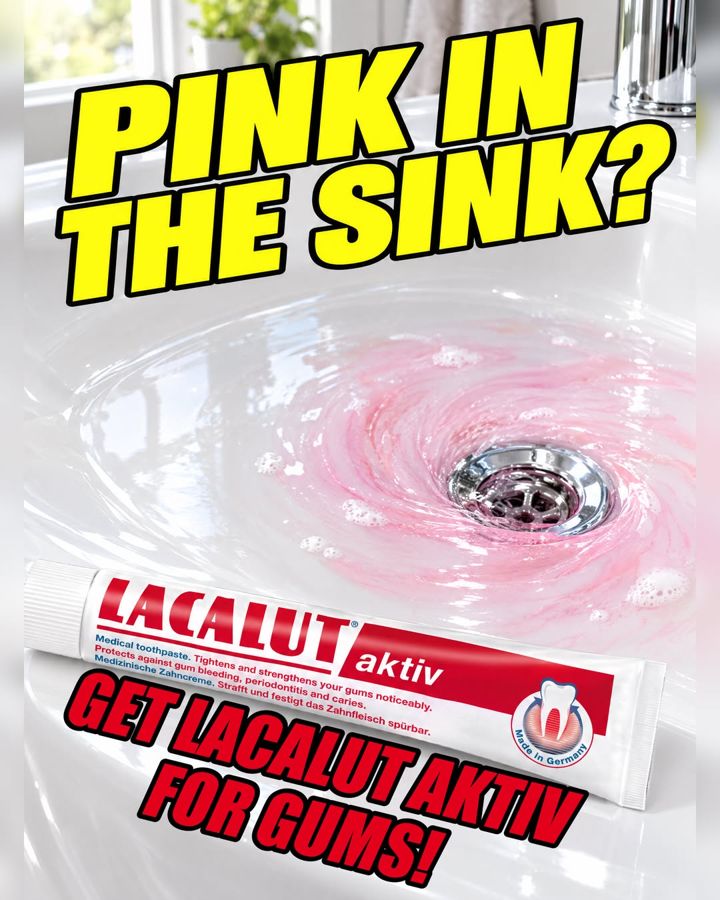 PINK IN
THE SINK?
LACALUT®
aktiv
Medical toothpaste. Tightens and strengthens your gums noticeably.
Protects against gum bleeding, periodontitis and caries.
Medizinische Zahncreme. Strafft und festigt das Zahnfleisch spürbar.
Made in Germany
GET LACALUT AKTIV
FOR GUMS!